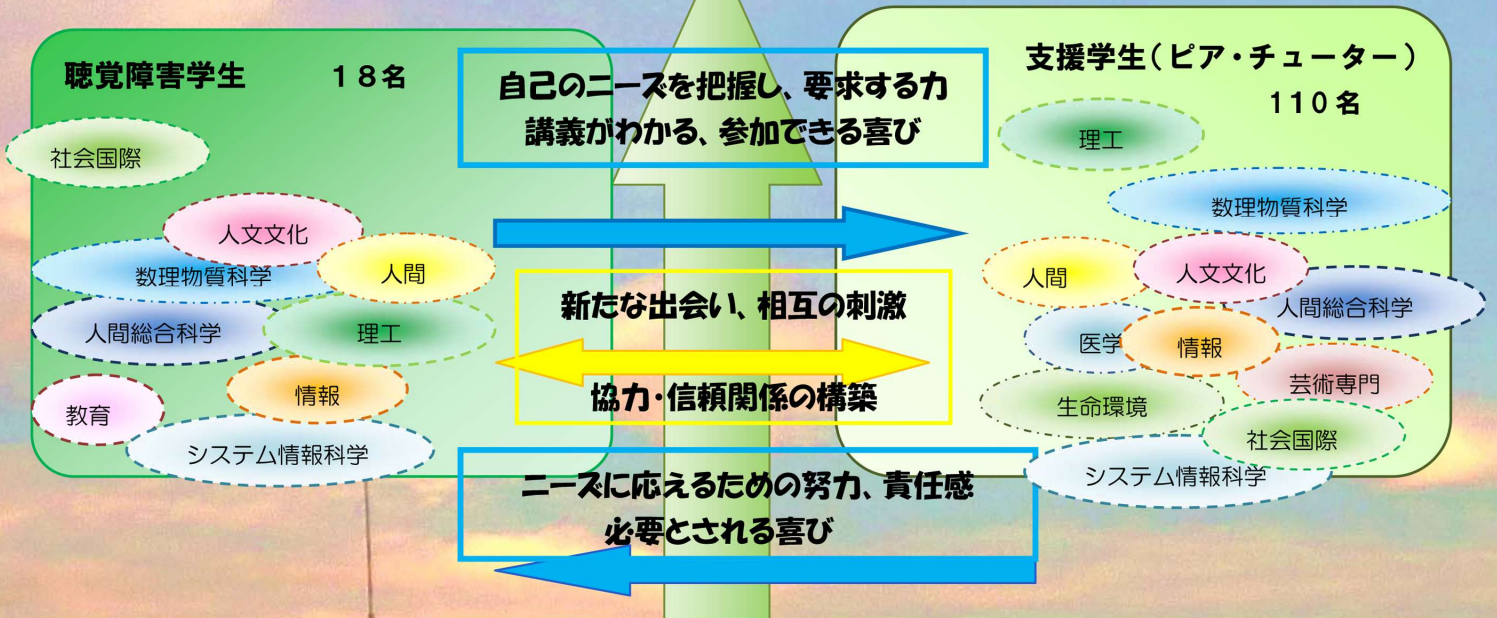 聴覚障害学生　１８名
社会国際
人文文化
数理物質科学
人間
人間総合科学
理工
情報
教育
システム情報科学
自己のニーズを把握し、要求する力
講義がわかる、参加できる喜び
新たな出会い、相互の刺激
協力・信頼関係の構築
ニーズに応えるための努力、責任感
必要とされる喜び
支援学生（ピア・チューター）
１１０名
理工
数理物質科学
人間
人文文化
人間総合科学
医学
情報
芸術専門
生命環境
社会国際
システム情報科学